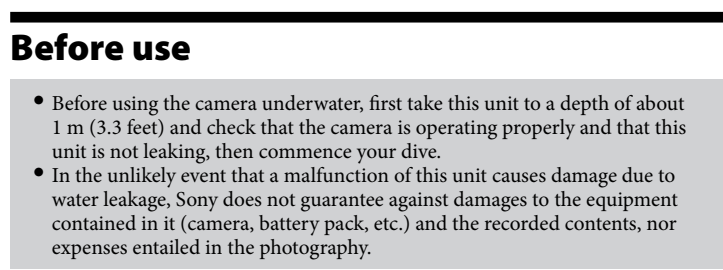 Before use
• Before using the camera underwater, first take this unit to a depth of about
1 m (3.3 feet) and check that the camera is operating properly and that this
unit is not leaking, then commence your dive.
• In the unlikely event that a malfunction of this unit causes damage due to
water leakage, Sony does not guarantee against damages to the equipment
contained in it (camera, battery pack, etc.) and the recorded contents, nor
expenses entailed in the photography.